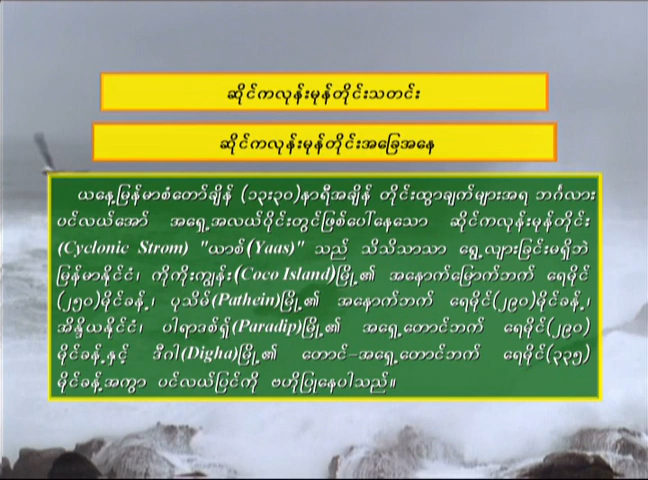 ဆိုင်ကလုန်းမုန်တိုင်းသတင်း
ဆိုင်ကလုန်းမုန်တိုင်းအခြေအနေ
ယနေ့မြန်မာစံတော်ချိန် (၁၃း၃၀)နာရီအချိန် တိုင်းထွာချက်များအရ ဘင်္ဂလား
ပင်လယ်အော် အရှေ့အလယ်ပိုင်းတွင်ဖြစ်ပေါ်နေသော ဆိုင်ကလုန်းမုန်တိုင်း
(Cyclonic Strom) "ယာစ်(Yaas)" သည် သိသိသာသာ ရွေ့လျားခြင်းမရှိဘဲ
မြန်မာနိုင်ငံ၊ ကိုကိုးကျွန်း(Coco Island)မြို့၏ အနောက်မြောက်ဘက် ရေမိုင်
(၂၅၀)မိုင်ခန့်၊ ပုသိမ်(Pathein)မြို့၏ အနောက်ဘက် ရေမိုင်(၂၉၀)မိုင်ခန့်၊
အိန္ဒိယနိုင်ငံ၊ ပါရာဒစ်ရှ်(Paradip)မြို့၏ အရှေ့တောင်ဘက် ရေမိုင်(၂၉၀)
မိုင်ခန့်နှင့် ဒီဂါ(Digha)မြို့၏ တောင်-အရှေ့တောင်ဘက် ရေမိုင်(၃၃၅)
မိုင်ခန့်အကွာ ပင်လယ်ပြင်ကို ဗဟိုပြုနေပါသည်။